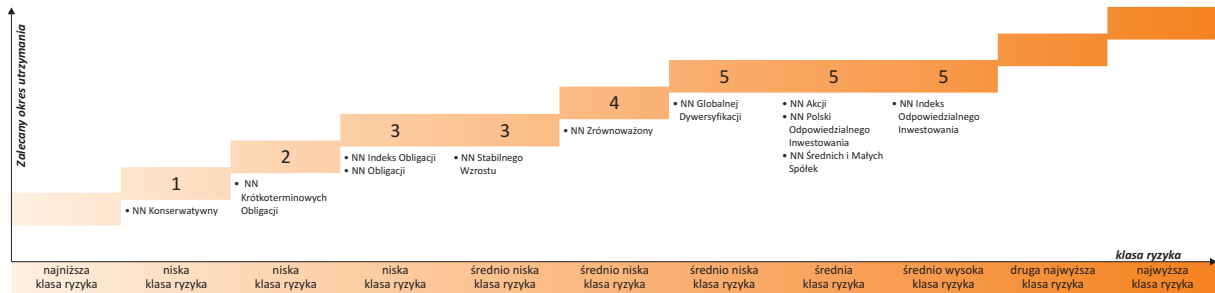 Zalecany okres utrzymania
1
• NN Konserwatywny
2
• NN
Krótkoterminowych
Obligacji
3
• NN Indeks Obligacji
• NN Obligacji
3
• NN Stabilnego
Wzrostu
4
• NN Zrównoważony
5
• NN Globalnej
Dywersyfikacji
5
• NN Akcji
• NN Polski
Odpowiedzialnego
Inwestowania
• NN Średnich i Małych
Spółek
5
• NN Indeks
Odpowiedzialnego
Inwestowania
klasa ryzyka
najniższa
klasa ryzyka
niska
klasa ryzyka
niska
klasa ryzyka
niska
klasa ryzyka
średnio niska
klasa ryzyka
średnio niska
klasa ryzyka
średnio niska
klasa ryzyka
średnia
klasa ryzyka
średnio wysoka
klasa ryzyka
druga najwyższa
klasa ryzyka
najwyższa
klasa ryzyka